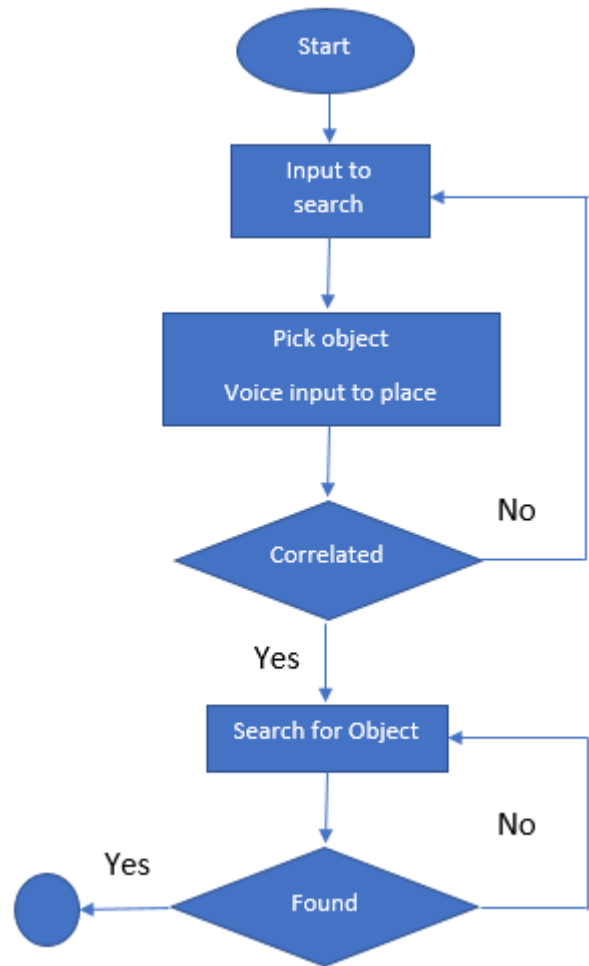 Start
Input to
search
Pick object
Voice input to place
Correlated
No
Yes
Search for Object
No
Yes
Found